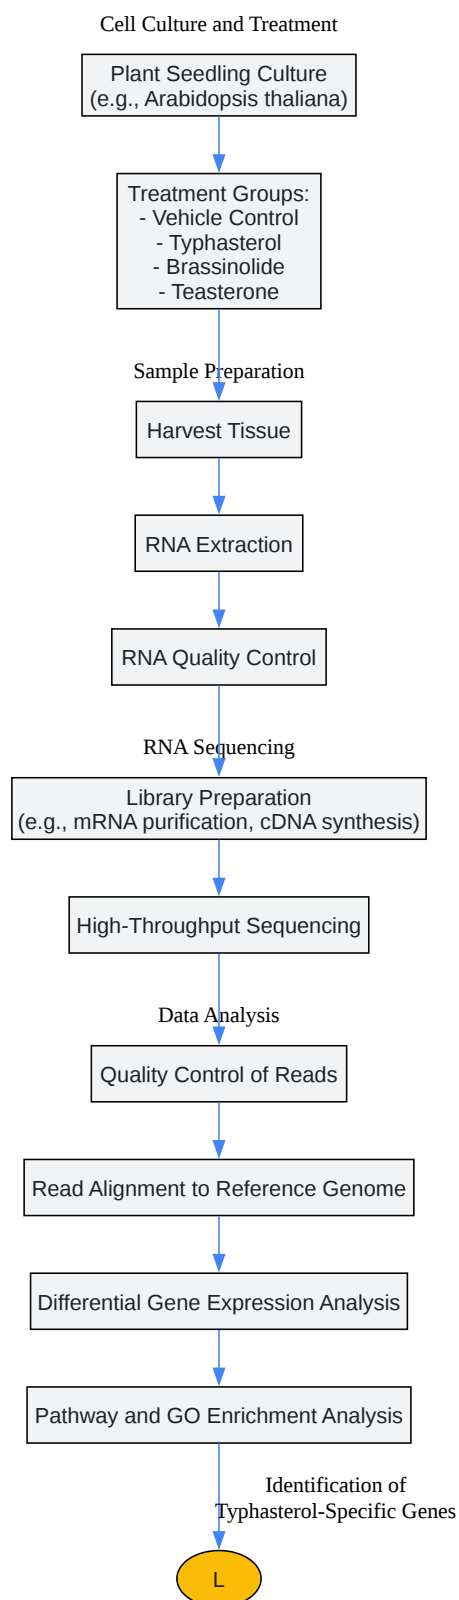 Cell Culture and Treatment
Plant Seedling Culture
(e.g., Arabidopsis thaliana)
Treatment Groups:
- Vehicle Control
- Typhasterol
- Brassinolide
- Teasterone
Sample Preparation
Harvest Tissue
RNA Extraction
RNA Quality Control
RNA Sequencing
Library Preparation
(e.g., mRNA purification, cDNA synthesis)
High-Throughput Sequencing
Data Analysis
Quality Control of Reads
Read Alignment to Reference Genome
Differential Gene Expression Analysis
Pathway and GO Enrichment Analysis
Identification of
Typhasterol-Specific Genes
L